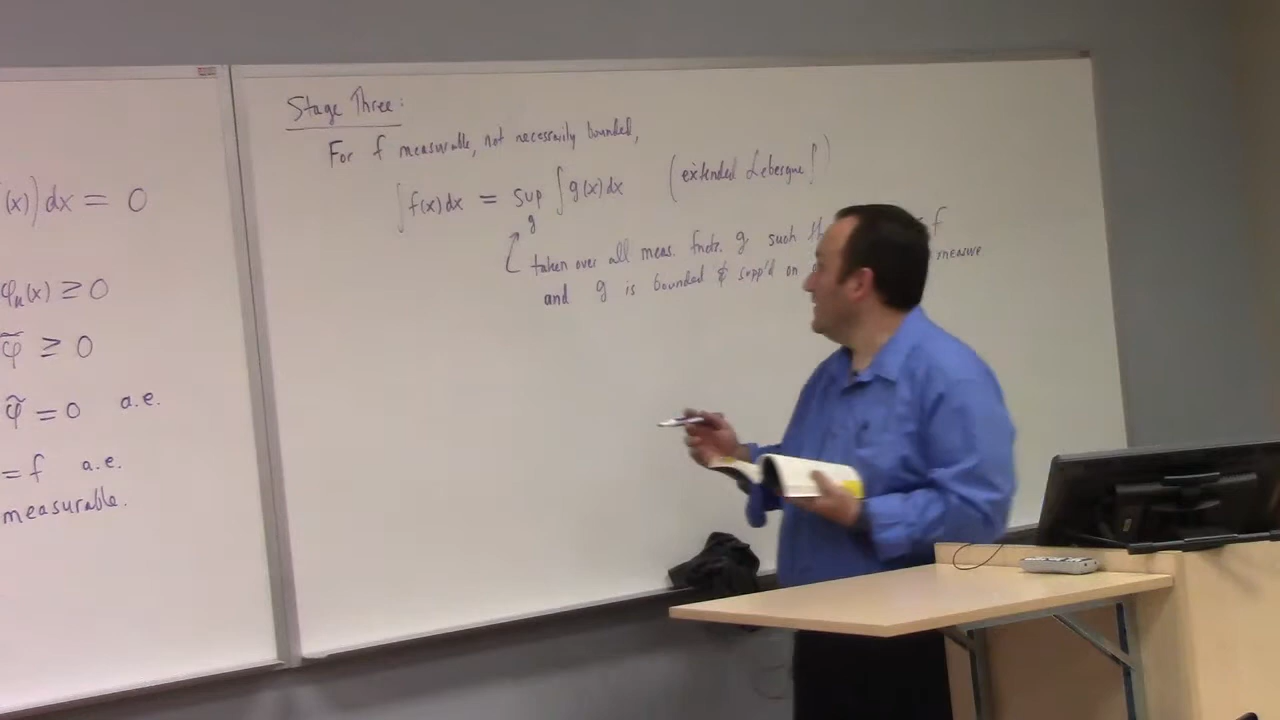 (x))dx = 0
φₙ(x) ≥ 0
φ̃ ≥ 0
φ̃ = 0 a.e.
= f a.e.
measurable.
Stage Three:
For f measurable, not necessarily bounded,
∫f(x)dx = sup ∫g(x)dx (extended Lebesgue ∫)
g
taken over all meas. fncts. g such f
and g is bounded & supp'd on measure